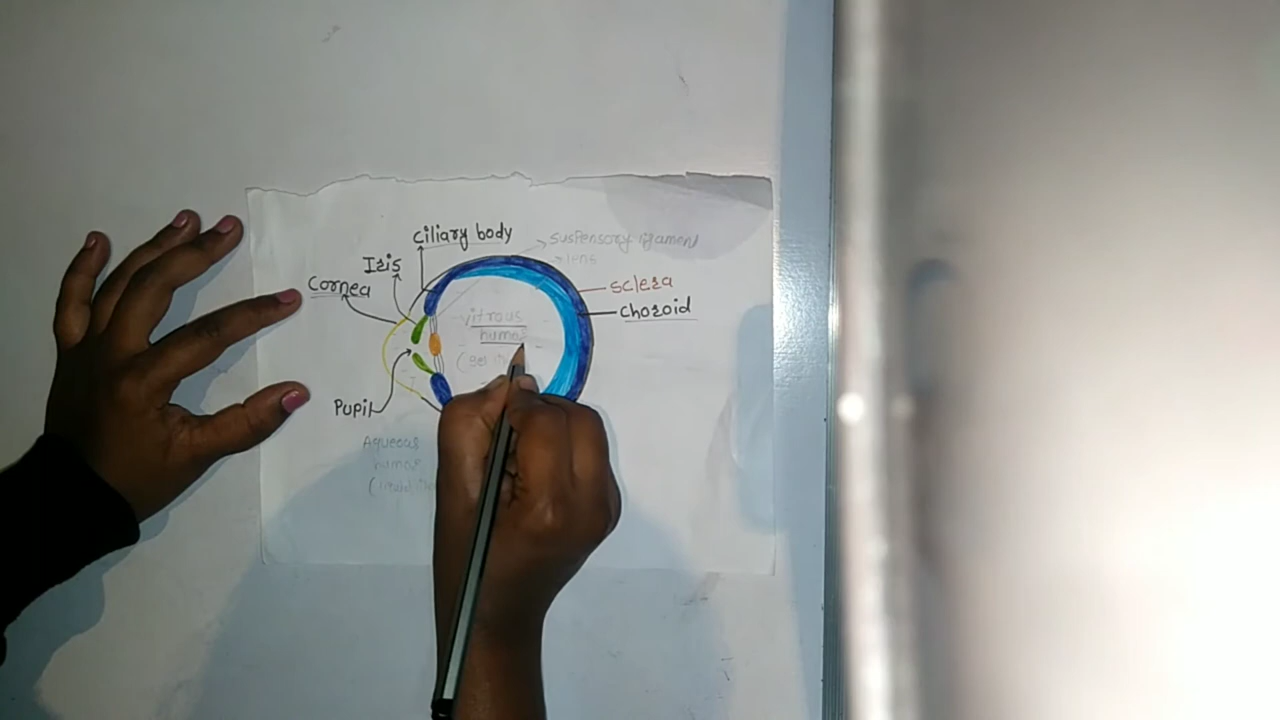 ciliary body
suspensory ligament
lens
Iris
Cornea
sclera
choroid
vitrous
humor
Pupil
Aqueous
humor